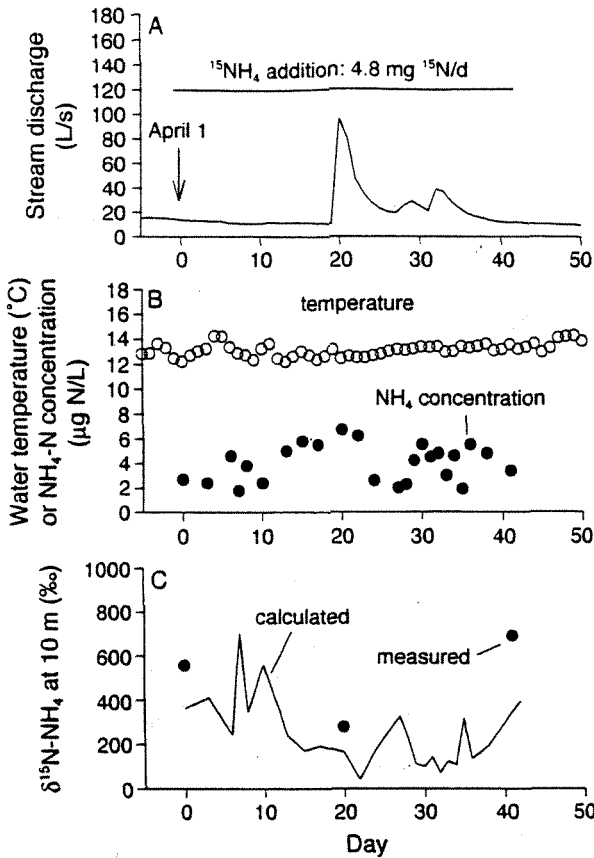 A
180
160
140
120
100
80
60
40
20
0
Stream discharge
(L/s)
¹⁵NH₄ addition: 4.8 mg ¹⁵N/d
April 1
0 10 20 30 40 50
B
18
16
14
12
10
8
6
4
2
0
Water temperature (°C)
or NH₄-N concentration
(µg N/L)
temperature
NH₄ concentration
0 10 20 30 40 50
C
1000
800
600
400
200
0
δ¹⁵N-NH₄ at 10 m (‰)
calculated
measured
0 10 20 30 40 50
Day